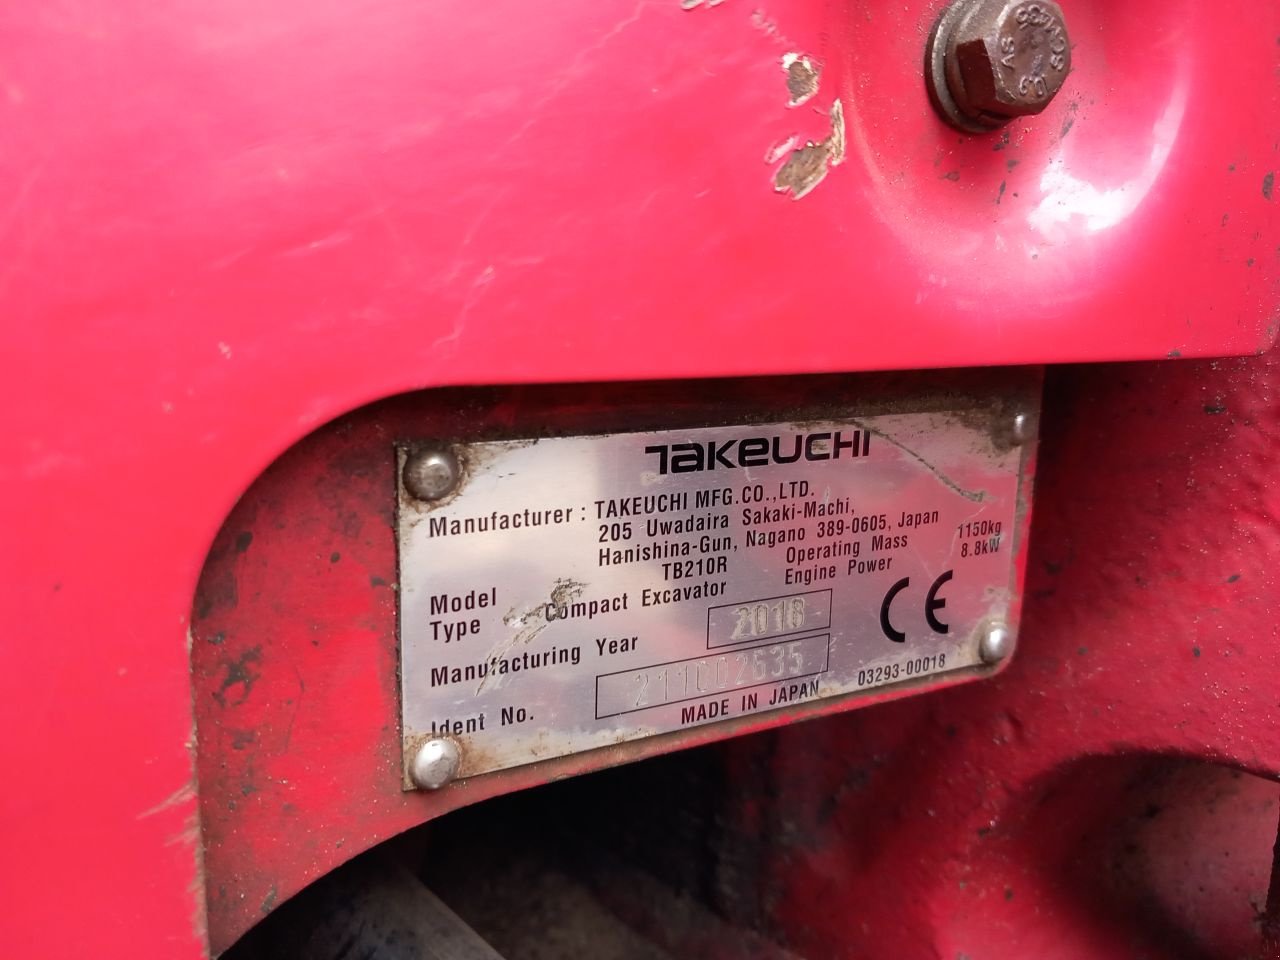 TAKEUCHI
Manufacturer : TAKEUCHI MFG.CO.,LTD.
205 Uwadaira Sakaki-Machi,
Hanishina-Gun, Nagano 389-0605, Japan
Model TB210R Operating Mass 1150kg
Type Compact Excavator Engine Power 8.8kW
Manufacturing Year 2018
CE
Ident No. 211002635
MADE IN JAPAN 03293-00018